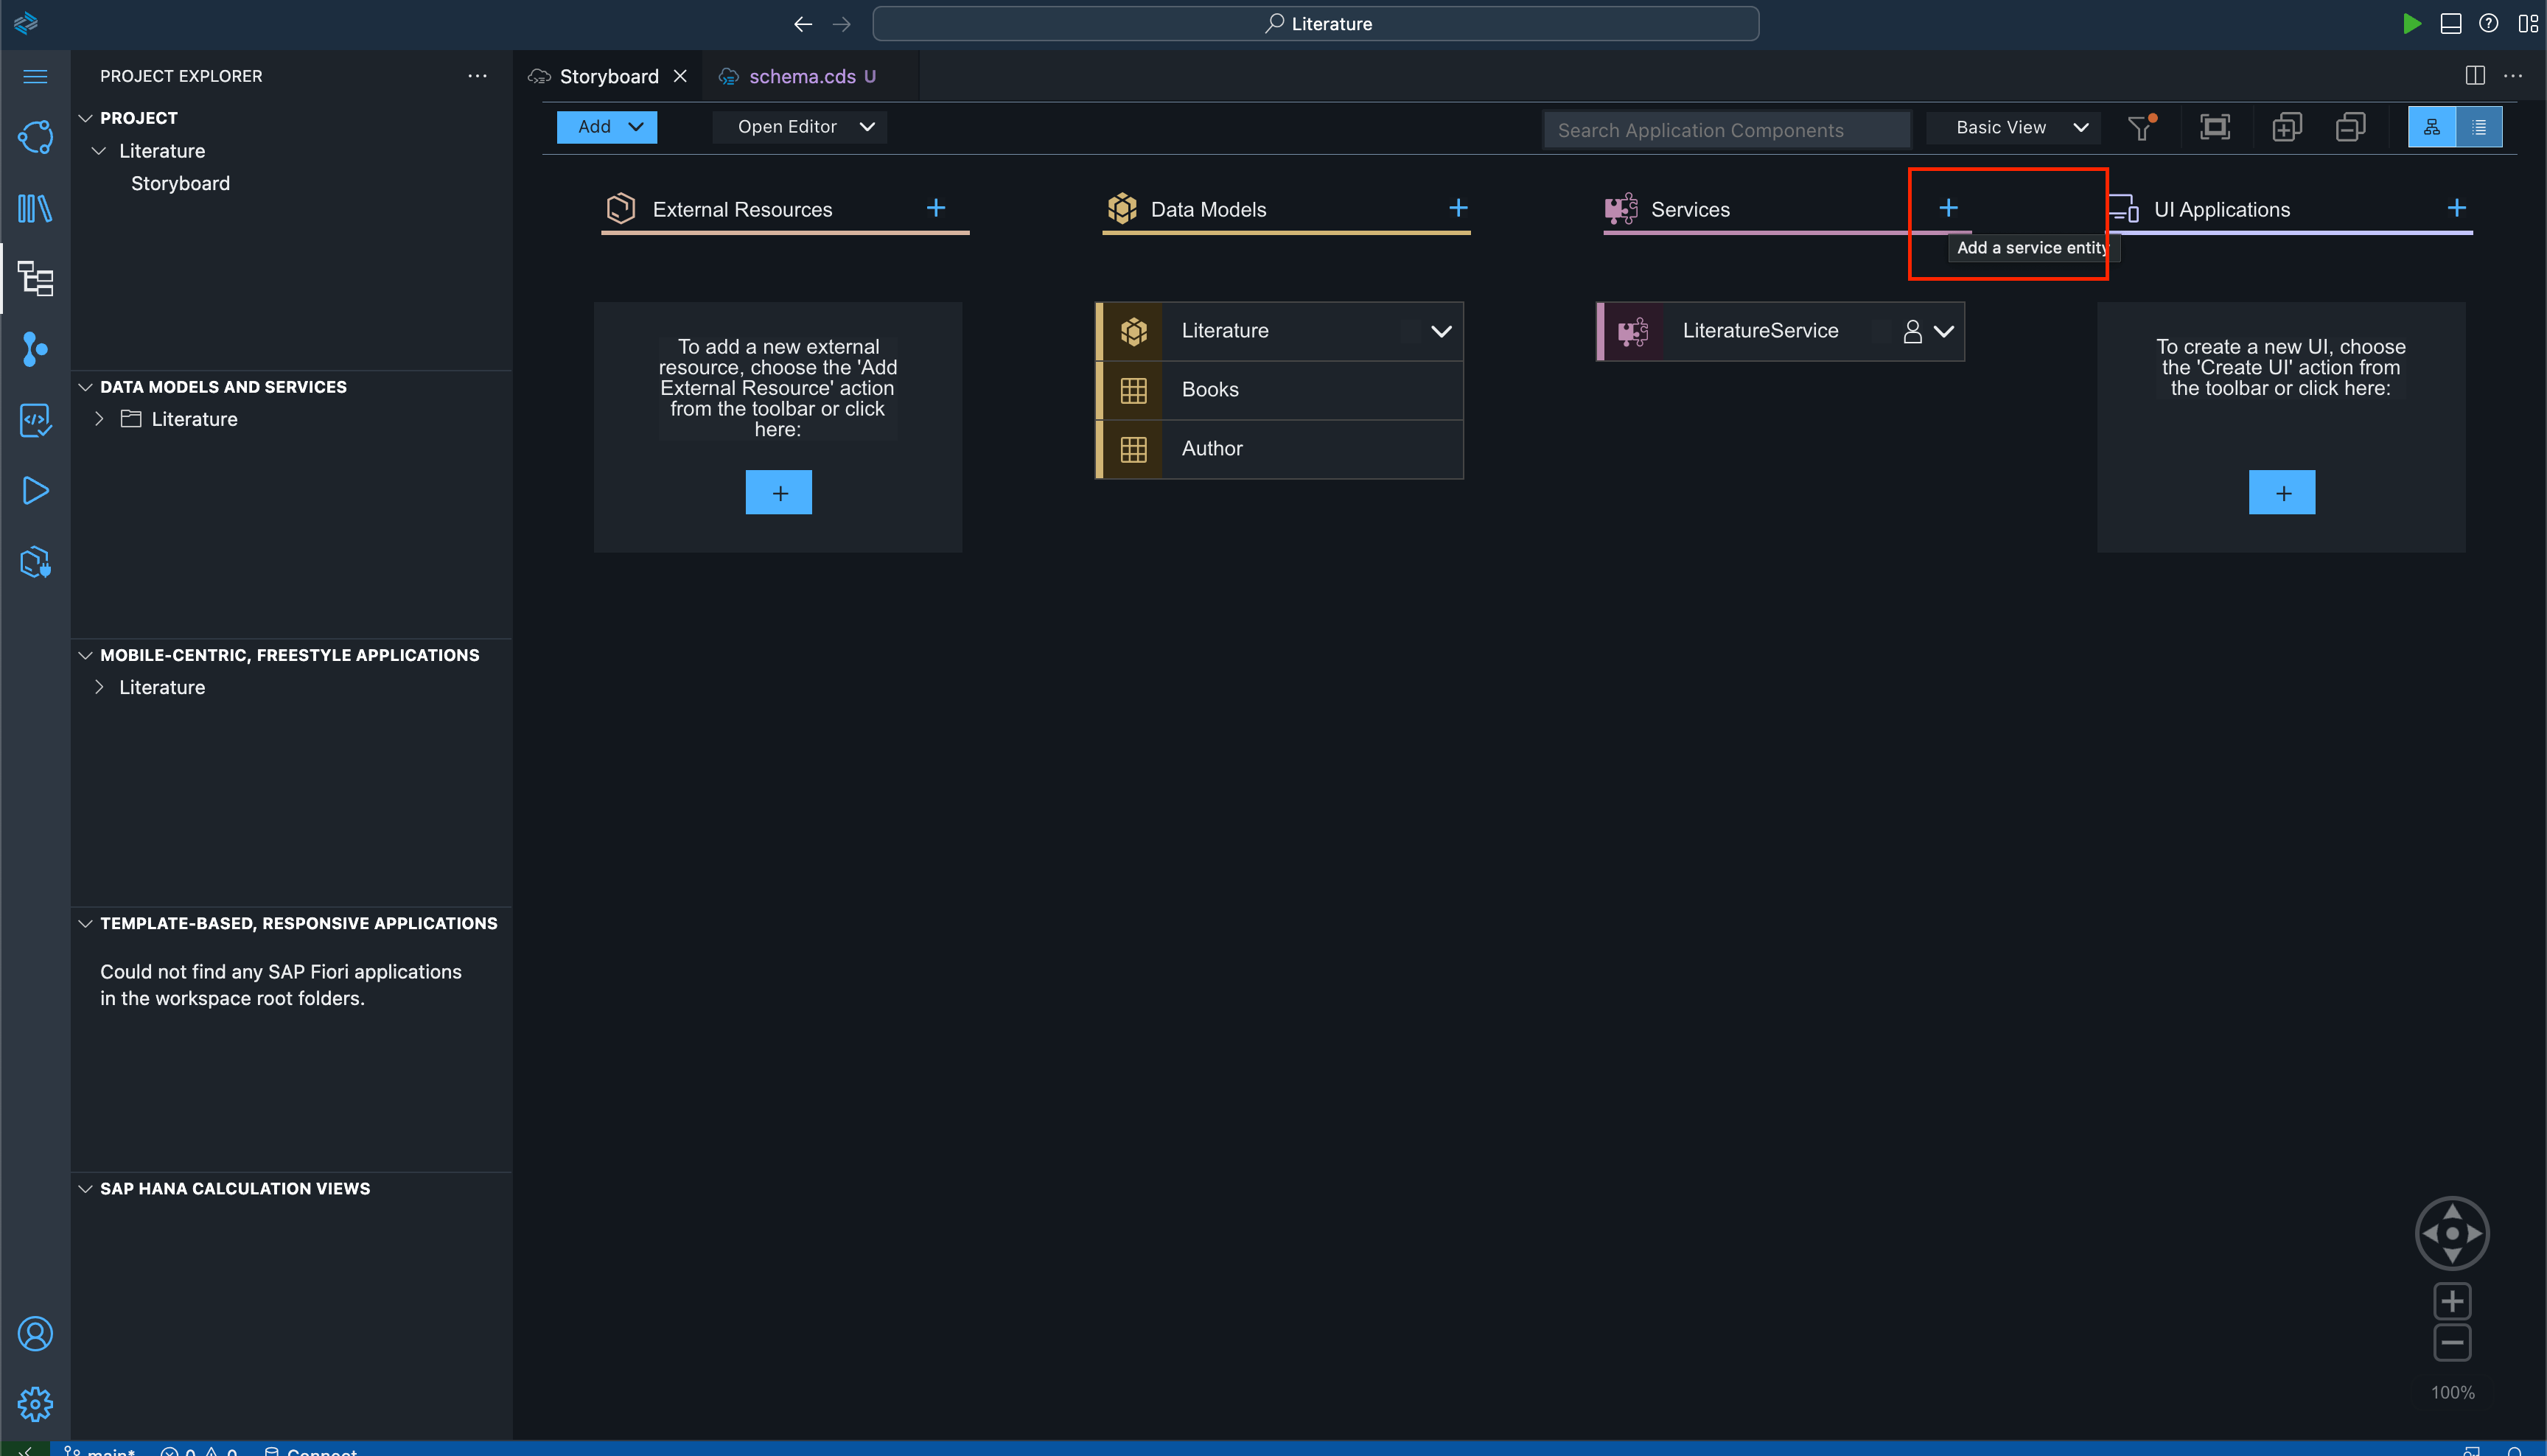 Literature
PROJECT EXPLORER
Storyboard
schema.cds U
PROJECT
Literature
Storyboard
DATA MODELS AND SERVICES
Literature
MOBILE-CENTRIC, FREESTYLE APPLICATIONS
Literature
TEMPLATE-BASED, RESPONSIVE APPLICATIONS
Could not find any SAP Fiori applications
in the workspace root folders.
SAP HANA CALCULATION VIEWS
Add
Open Editor
Search Application Components
Basic View
External Resources
Data Models
Services
UI Applications
Add a service entity
To add a new external
resource, choose the 'Add
External Resource' action
from the toolbar or click
here:
Literature
Books
Author
LiteratureService
To create a new UI, choose
the 'Create UI' action from
the toolbar or click here:
100%
main* 0 0 Connect